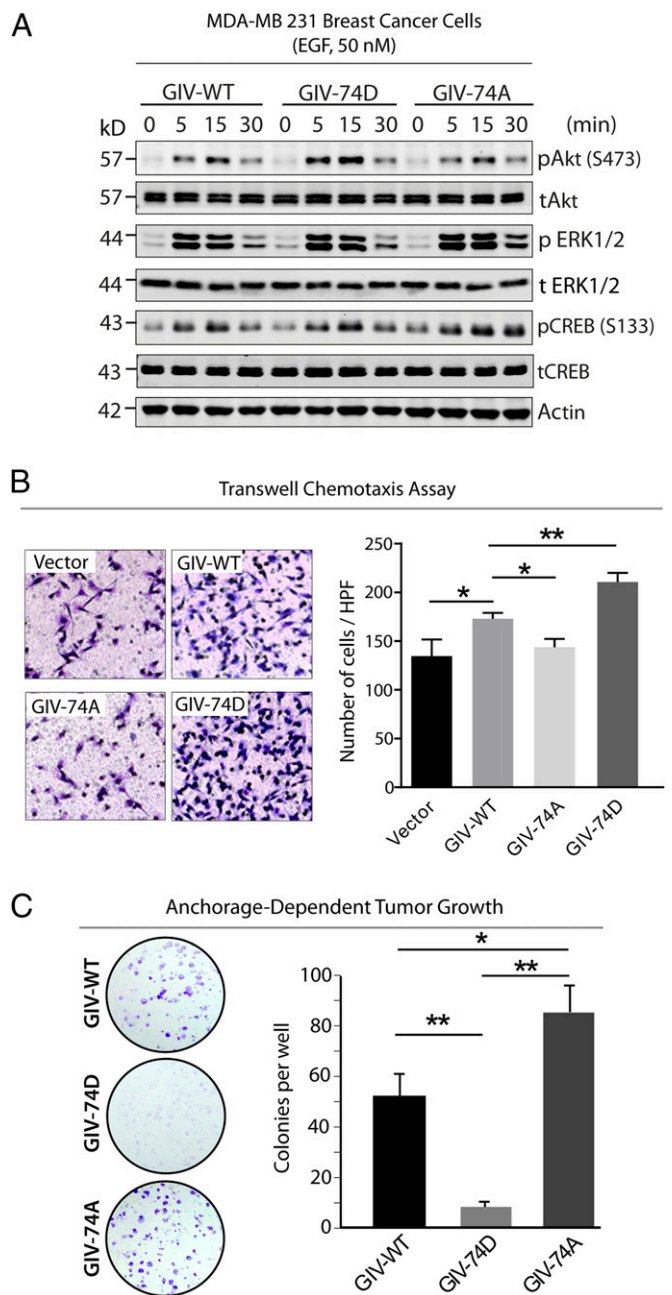 A
MDA-MB 231 Breast Cancer Cells
(EGF, 50 nM)
GIV-WT GIV-74D GIV-74A
kD 0 5 15 30 0 5 15 30 0 5 15 30 (min)
57 pAkt (S473)
57 tAkt
44 p ERK1/2
44 t ERK1/2
43 pCREB (S133)
43 tCREB
42 Actin
B
Transwell Chemotaxis Assay
Vector GIV-WT
GIV-74A GIV-74D
Number of cells / HPF
250
200
150
100
50
0
* * **
Vector GIV-WT GIV-74A GIV-74D
C
Anchorage-Dependent Tumor Growth
GIV-WT
GIV-74D
GIV-74A
Colonies per well
100
80
60
40
20
0
*
** **
GIV-WT GIV-74D GIV-74A